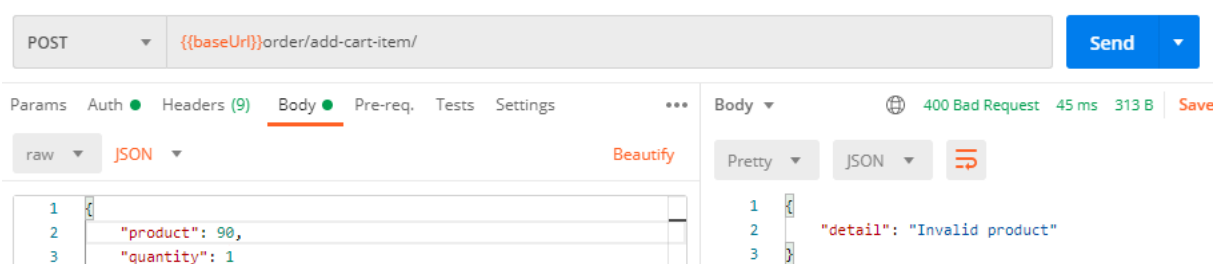 POST {{baseUrl}}order/add-cart-item/ Send
Params Auth Headers (9) Body Pre-req. Tests Settings ••• Body 400 Bad Request 45 ms 313 B Save
raw JSON Beautify Pretty JSON
1 {
2 "product": 90,
3 "quantity": 1
1 {
2 "detail": "Invalid product"
3 }